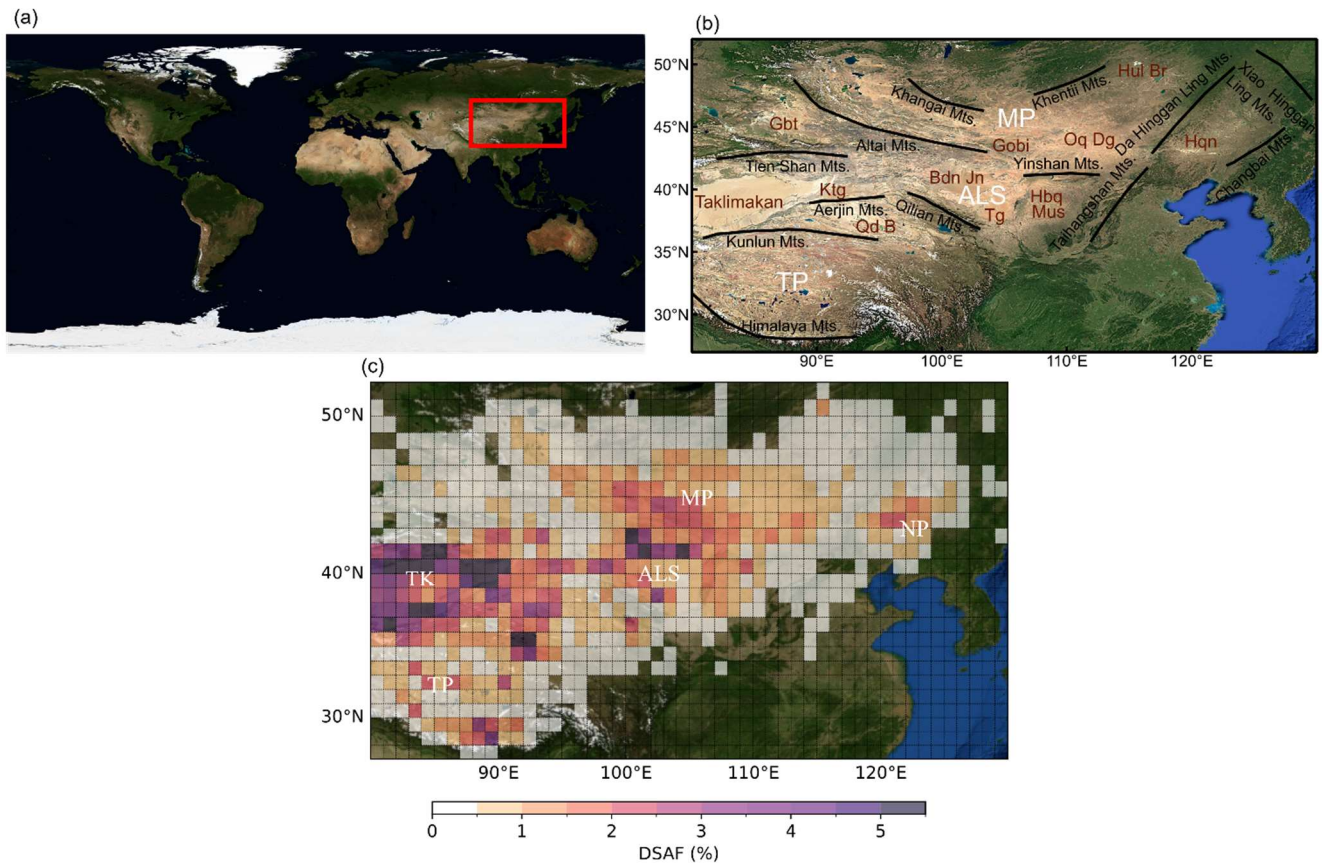 (a)
(b)
50°N
45°N
40°N
35°N
30°N
90°E
100°E
110°E
120°E
Hul Br
Khangai Mts.
Khentii Mts.
Da Hinggan Ling Mts.
Xiao Hinggan
Ling Mts.
MP
Gbt
Altai Mts.
Gobi
Oq Dg
Hqn
Tien Shan Mts.
Yinshan Mts.
Changbai Mts.
Bdn Jn
ALS
Taklimakan
Ktg
Hbq
Mus
Aerjin Mts.
Qilian Mts.
Tg
Taihangshan Mts.
Qd B
Kunlun Mts.
TP
Himalaya Mts.
(c)
50°N
40°N
30°N
MP
NP
TK
ALS
TP
90°E
100°E
110°E
120°E
0
1
2
3
4
5
DSAF (%)